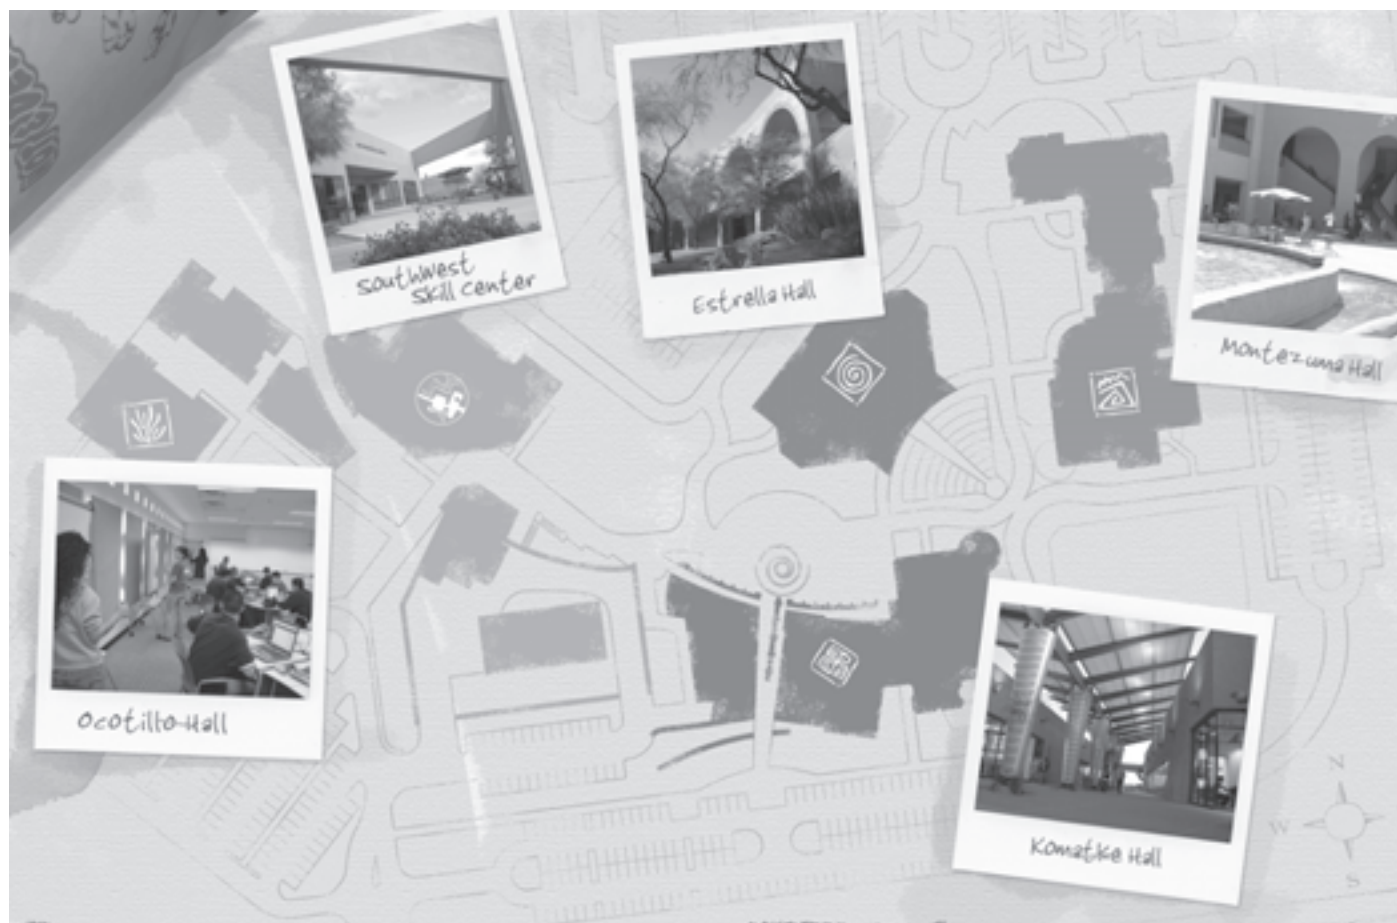 Southwest
Skill Center
Estrella Hall
Montezuma Hall
Ocotillo Hall
Komatke Hall
N
W
S